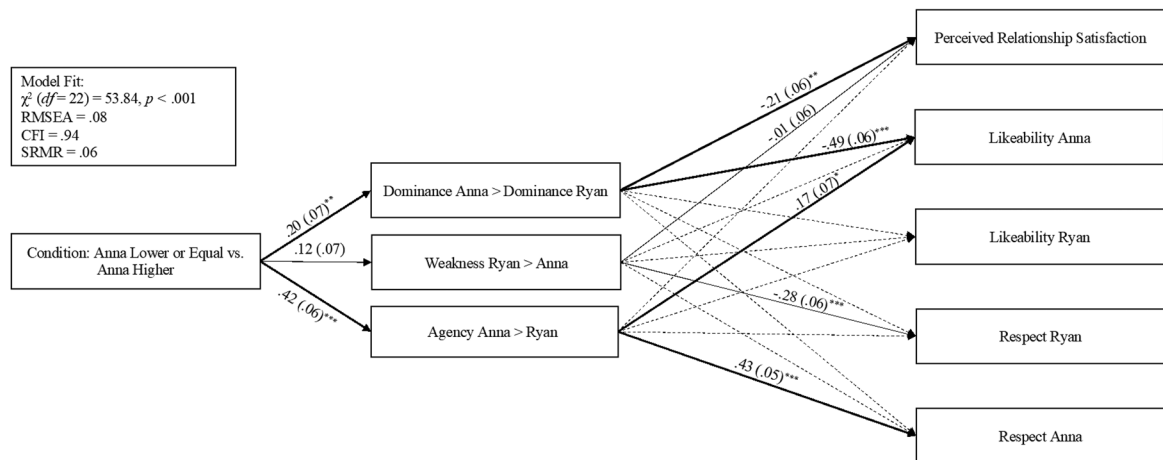 Model Fit:
χ² (df = 22) = 53.84, p < .001
RMSEA = .08
CFI = .94
SRMR = .06
Condition: Anna Lower or Equal vs.
Anna Higher
.20 (.07)**
.12 (.07)
.42 (.06)***
Dominance Anna > Dominance Ryan
Weakness Ryan > Anna
Agency Anna > Ryan
-.21 (.06)**
-.01 (.06)
-.49 (.06)***
.17 (.07)*
-.28 (.06)***
.43 (.05)***
Perceived Relationship Satisfaction
Likeability Anna
Likeability Ryan
Respect Ryan
Respect Anna